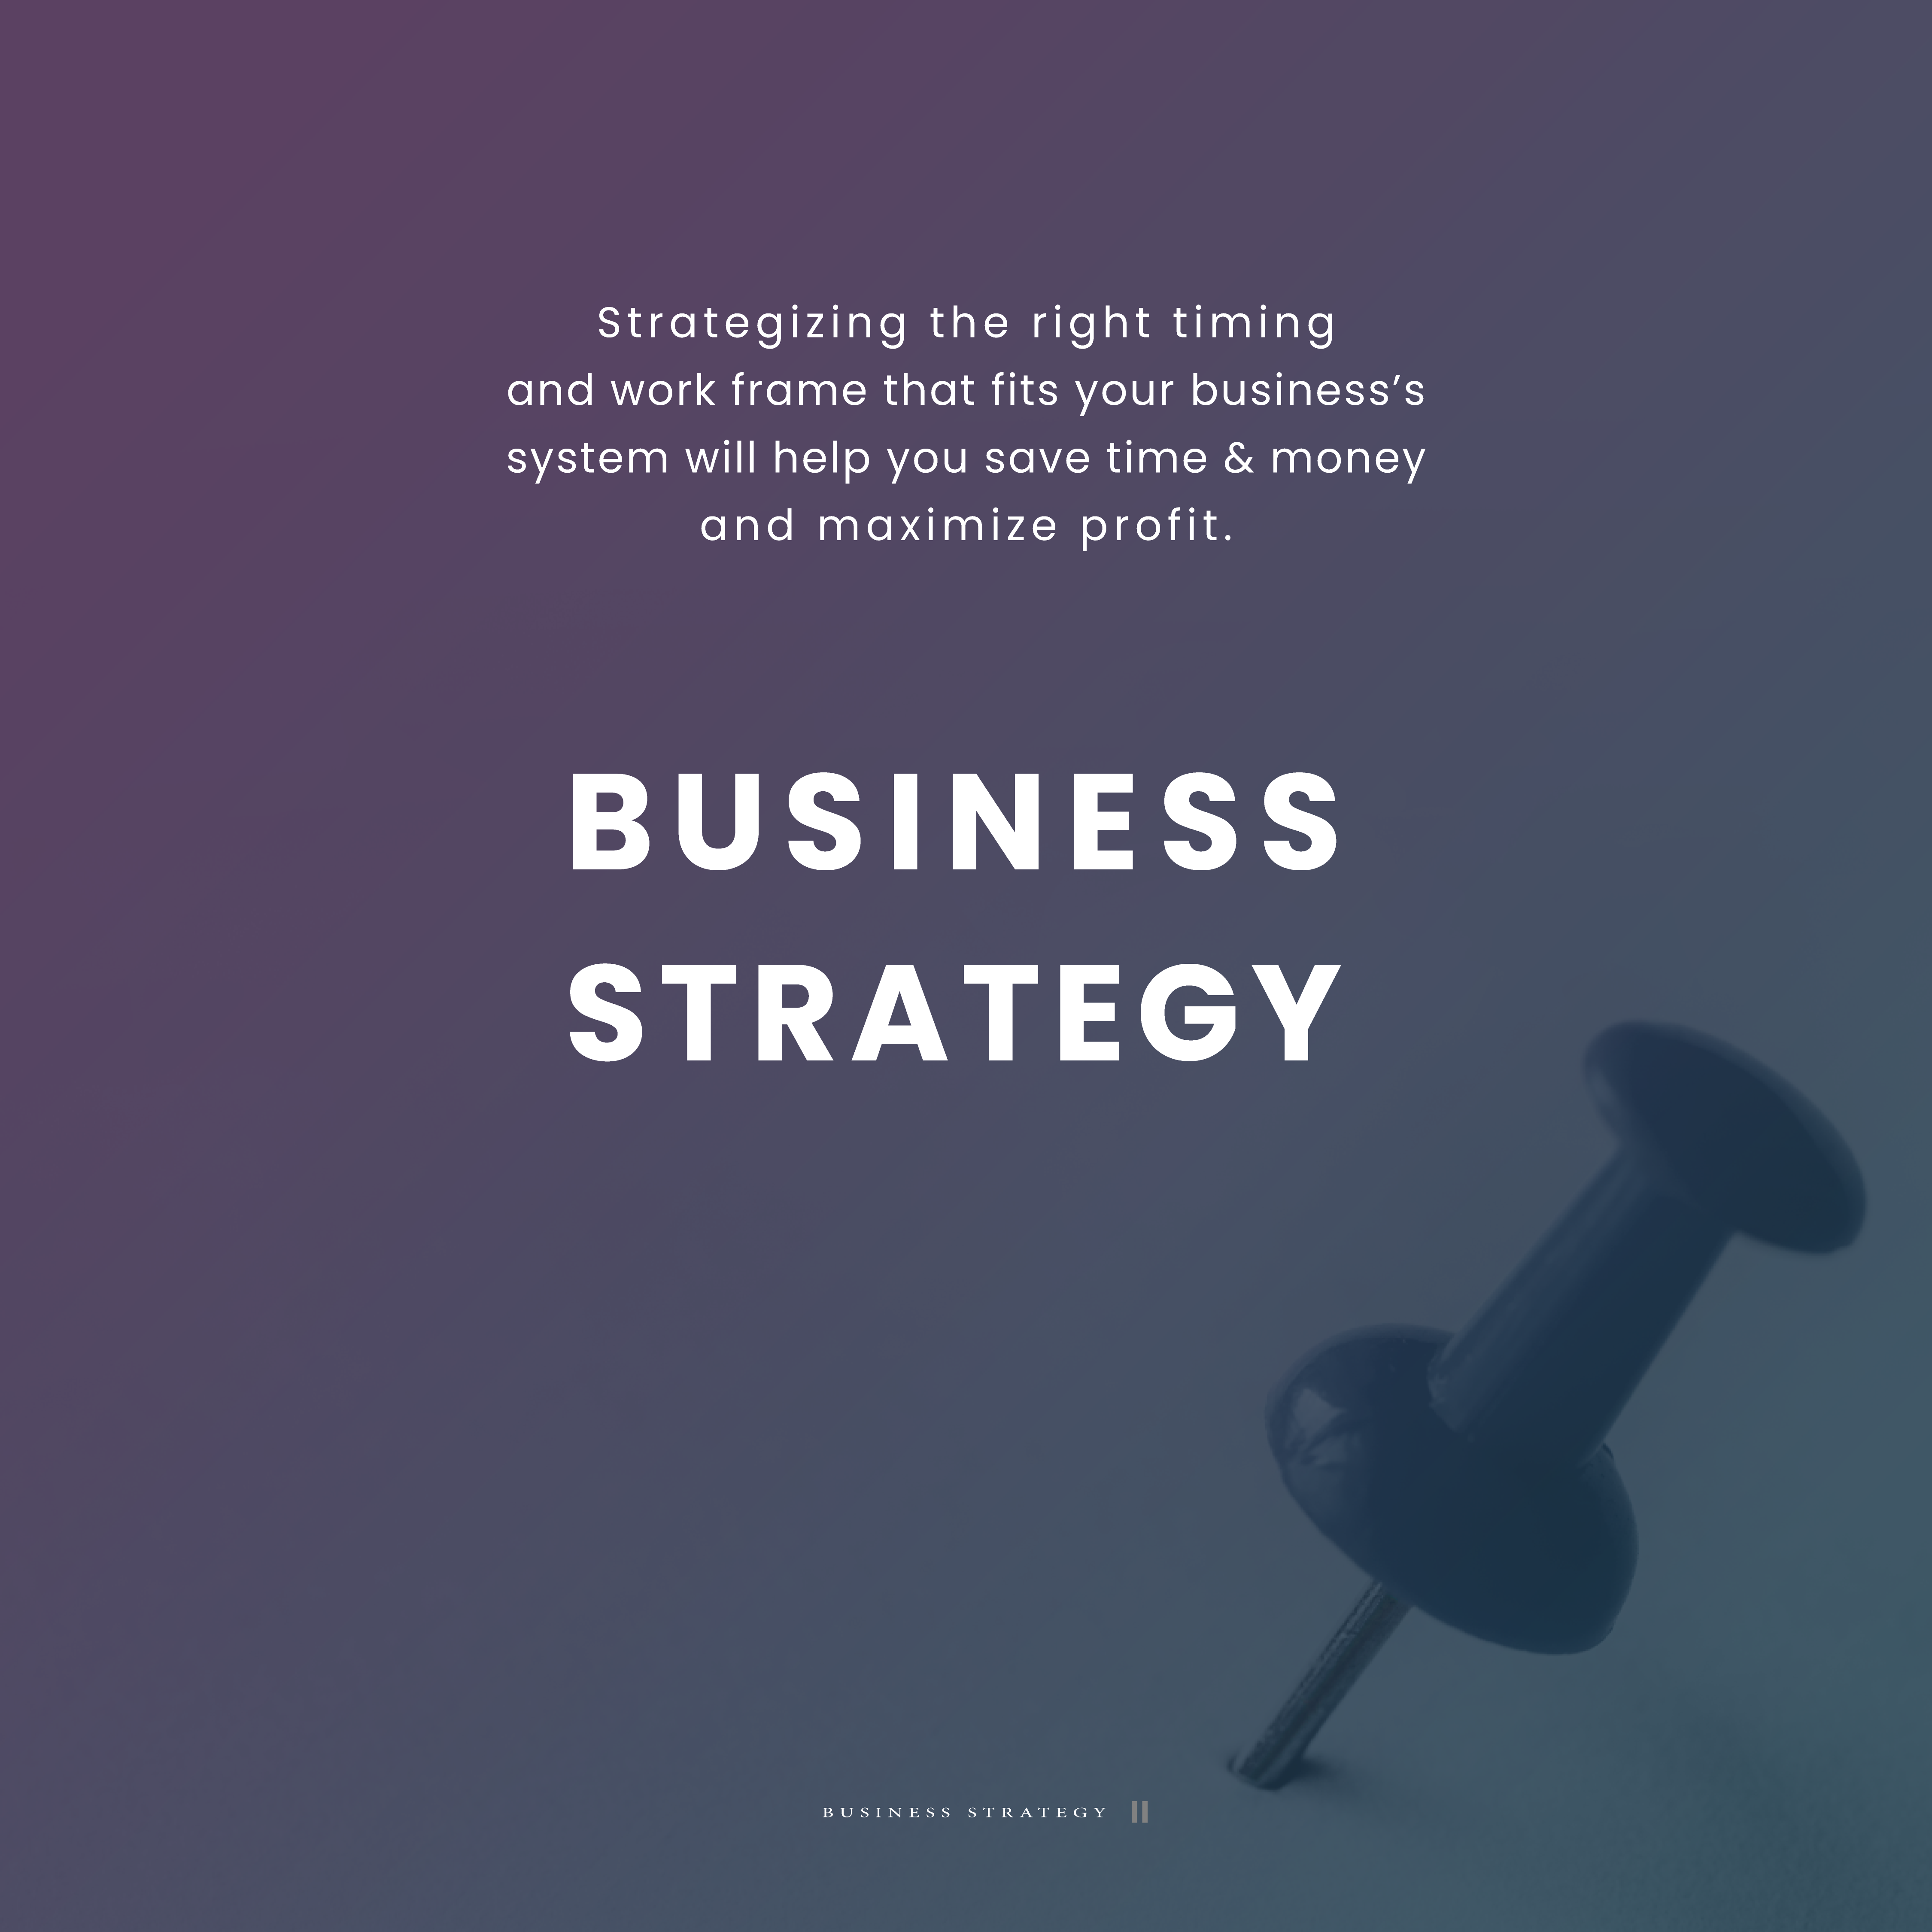 Strategizing the right timing
and work frame that fits your business’s
system will help you save time & money
and maximize profit.
BUSINESS
STRATEGY
BUSINESS STRATEGY